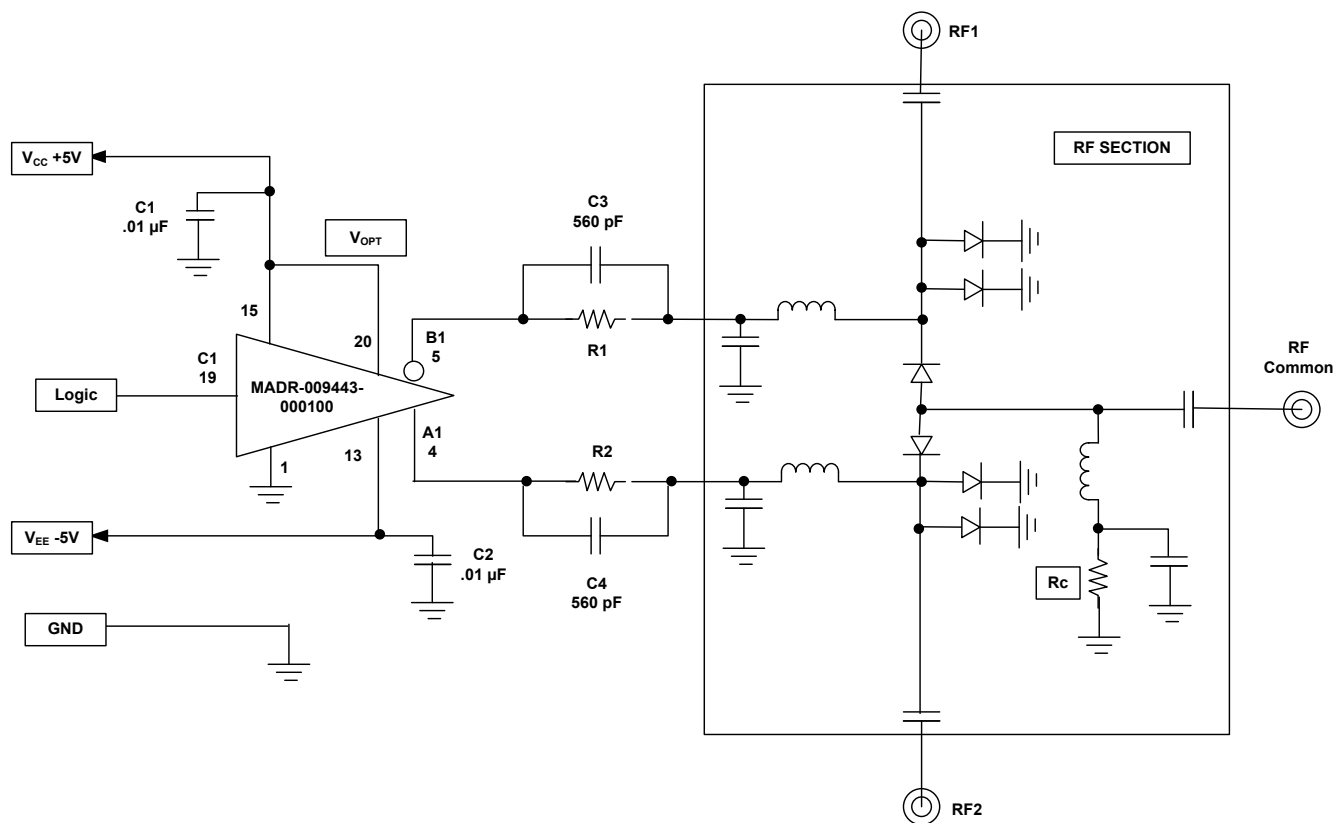 RF1
RF SECTION
VCC +5V
C1
.01 µF
VOPT
C3
560 pF
15
20
B1
5
R1
C1
19
MADR-009443-
000100
Logic
RF
Common
1
13
A1
4
R2
VEE -5V
C2
.01 µF
C4
560 pF
Rc
GND
RF2